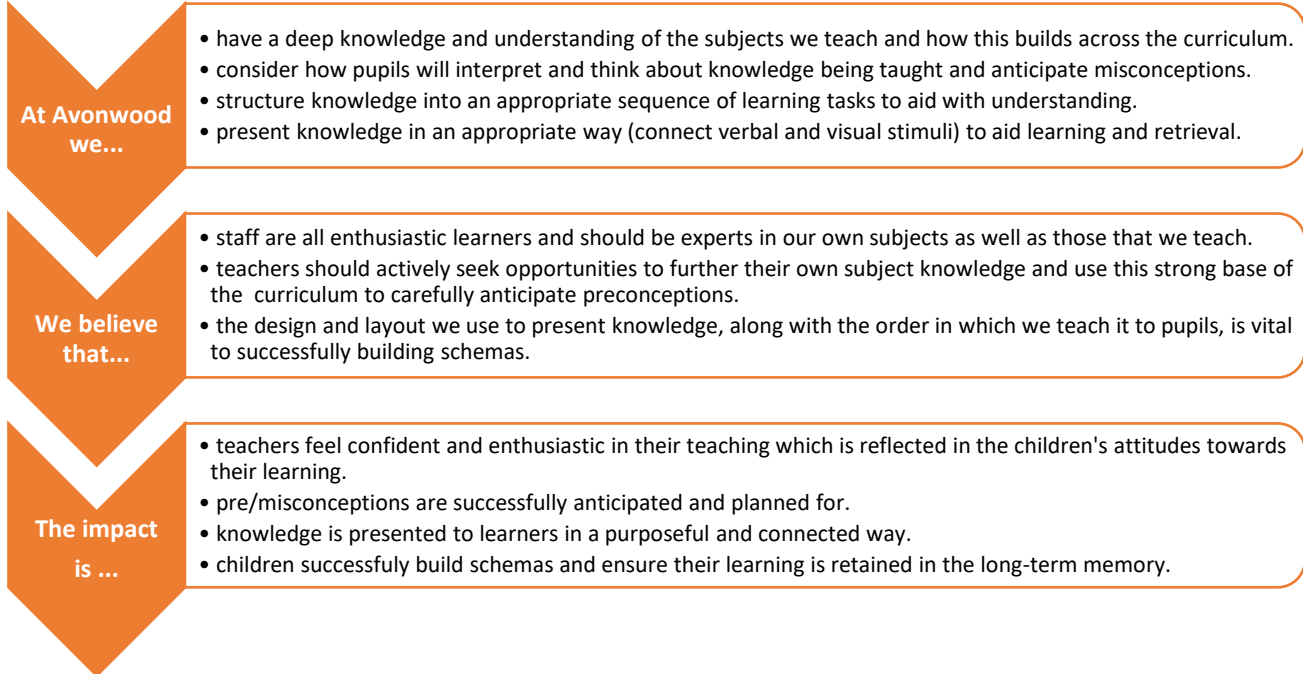 At Avonwood
we...
• have a deep knowledge and understanding of the subjects we teach and how this builds across the curriculum.
• consider how pupils will interpret and think about knowledge being taught and anticipate misconceptions.
• structure knowledge into an appropriate sequence of learning tasks to aid with understanding.
• present knowledge in an appropriate way (connect verbal and visual stimuli) to aid learning and retrieval.
We believe
that...
• staff are all enthusiastic learners and should be experts in our own subjects as well as those that we teach.
• teachers should actively seek opportunities to further their own subject knowledge and use this strong base of
the  curriculum to carefully anticipate preconceptions.
• the design and layout we use to present knowledge, along with the order in which we teach it to pupils, is vital
to successfully building schemas.
The impact
is ...
• teachers feel confident and enthusiastic in their teaching which is reflected in the children's attitudes towards
their learning.
• pre/misconceptions are successfully anticipated and planned for.
• knowledge is presented to learners in a purposeful and connected way.
• children successfuly build schemas and ensure their learning is retained in the long-term memory.